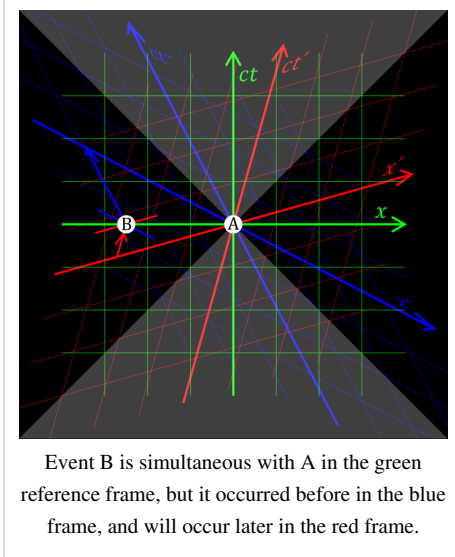 ct
ct′
x′
x
B
A
Event B is simultaneous with A in the green
reference frame, but it occurred before in the blue
frame, and will occur later in the red frame.